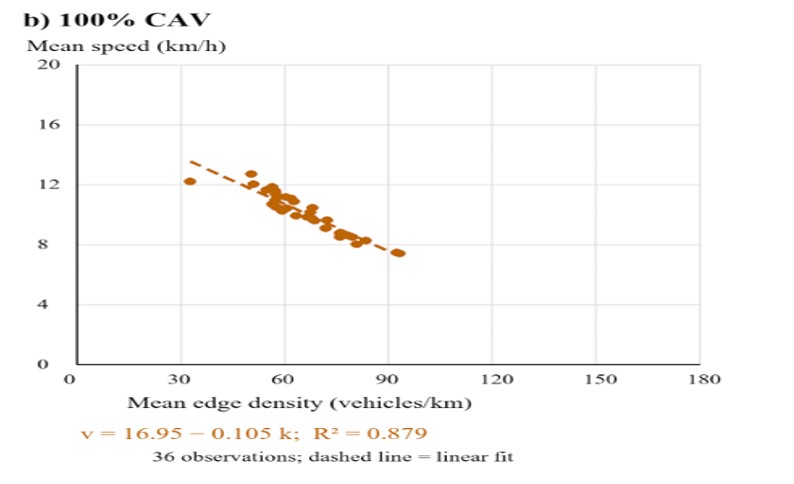 b) 100% CAV
Mean speed (km/h)
20
16
12
8
4
0
0 30 60 90 120 150 180
Mean edge density (vehicles/km)
v = 16.95 − 0.105 k; R² = 0.879
36 observations; dashed line = linear fit